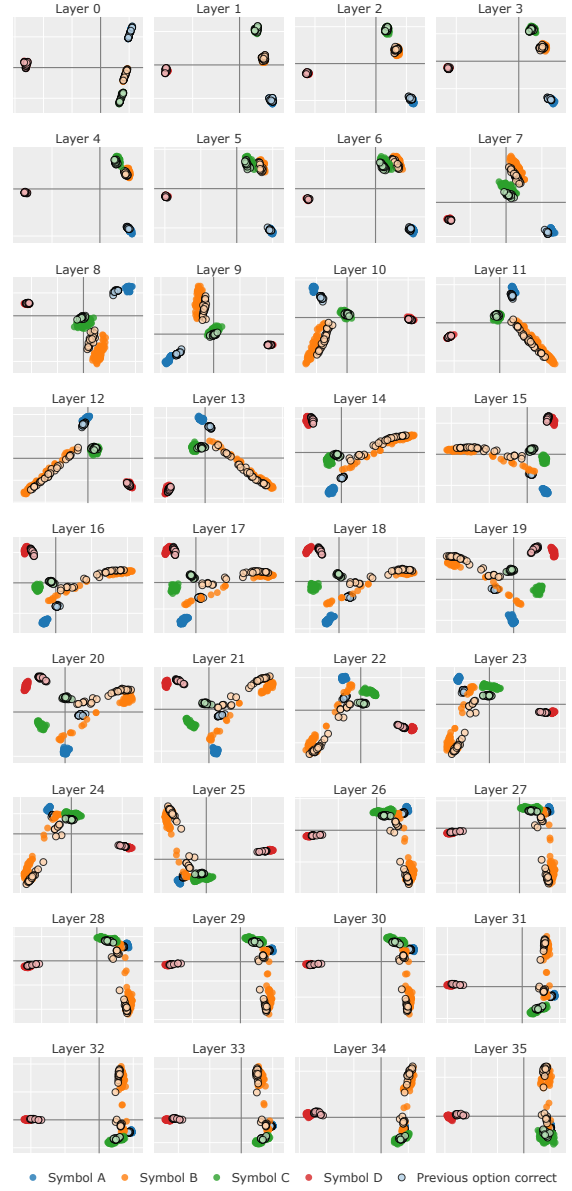 Layer 0 Layer 1 Layer 2 Layer 3
Layer 4 Layer 5 Layer 6 Layer 7
Layer 8 Layer 9 Layer 10 Layer 11
Layer 12 Layer 13 Layer 14 Layer 15
Layer 16 Layer 17 Layer 18 Layer 19
Layer 20 Layer 21 Layer 22 Layer 23
Layer 24 Layer 25 Layer 26 Layer 27
Layer 28 Layer 29 Layer 30 Layer 31
Layer 32 Layer 33 Layer 34 Layer 35
Symbol A Symbol B Symbol C Symbol D Previous option correct